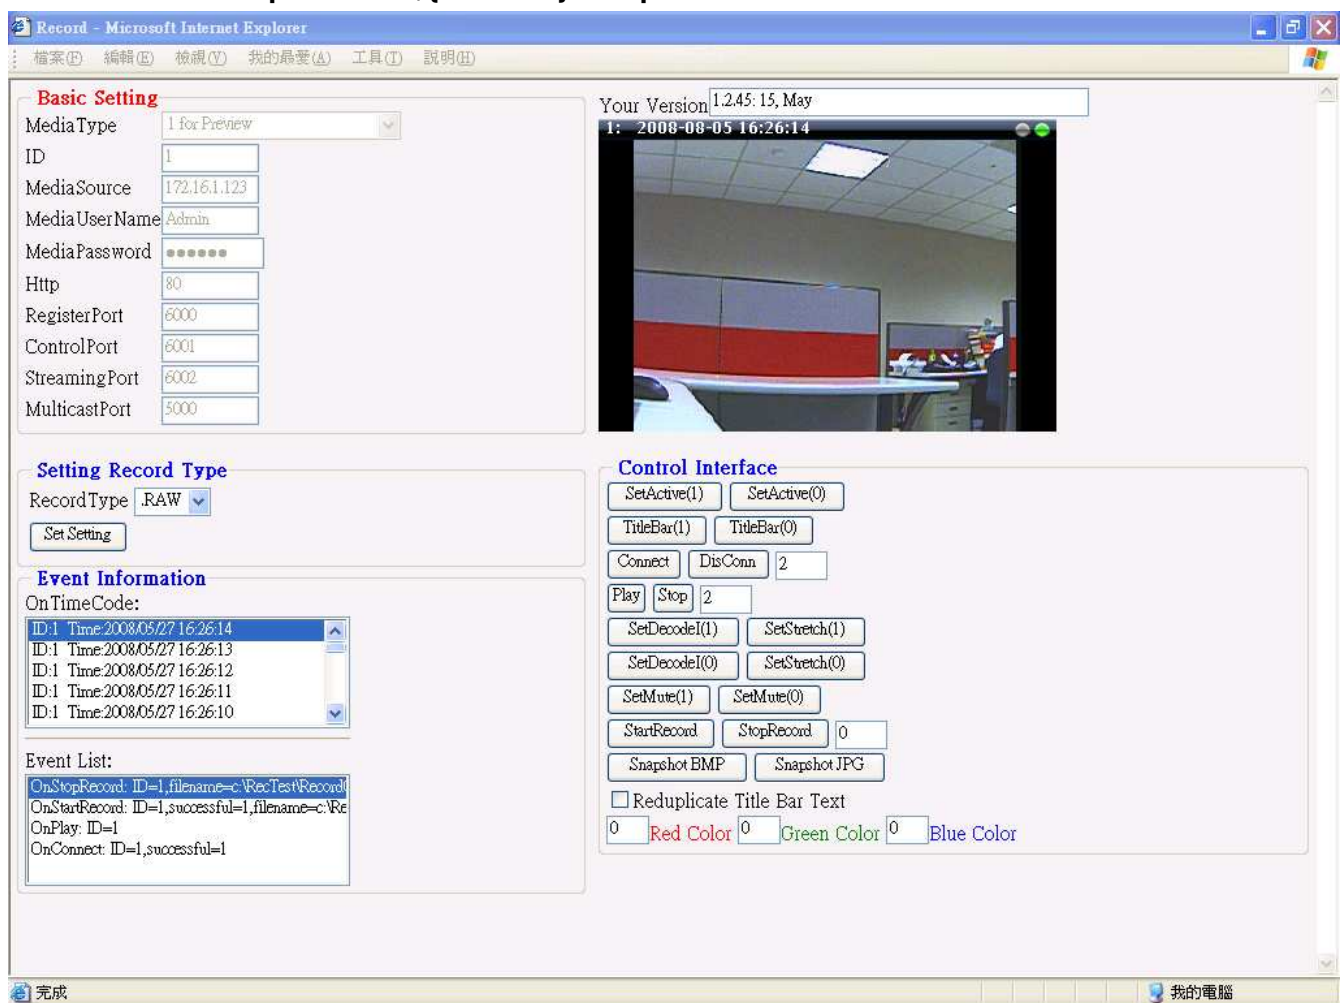 Record - Microsoft Internet Explorer
檔案(F) 編輯(E) 檢視(V) 我的最愛(A) 工具(T) 說明(H)
Basic Setting
MediaType 1 for Preview
ID 1
MediaSource 172.16.1.123
MediaUserName Admin
MediaPassword ●●●●●●
Http 80
RegisterPort 6000
ControlPort 6001
StreamingPort 6002
MulticastPort 5000
Your Version 1.2.45: 15, May
1: 2008-08-05 16:26:14
Setting Record Type
RecordType .RAW
Set Setting
Event Information
OnTimeCode:
ID:1 Time:2008/05/27 16:26:14
ID:1 Time:2008/05/27 16:26:13
ID:1 Time:2008/05/27 16:26:12
ID:1 Time:2008/05/27 16:26:11
ID:1 Time:2008/05/27 16:26:10
Event List:
OnStopRecord: ID=1,filename=c:\RecTest\Record
OnStartRecord: ID=1,successful=1,filename=c:\Re
OnPlay: ID=1
OnConnect: ID=1,successful=1
Control Interface
SetActive(1) SetActive(0)
TitleBar(1) TitleBar(0)
Connect DisConn 2
Play Stop 2
SetDecodeI(1) SetStretch(1)
SetDecodeI(0) SetStretch(0)
SetMute(1) SetMute(0)
StartRecord StopRecord 0
Snapshot BMP Snapshot JPG
Reduplicate Title Bar Text
0 Red Color 0 Green Color 0 Blue Color
完成 我的電腦